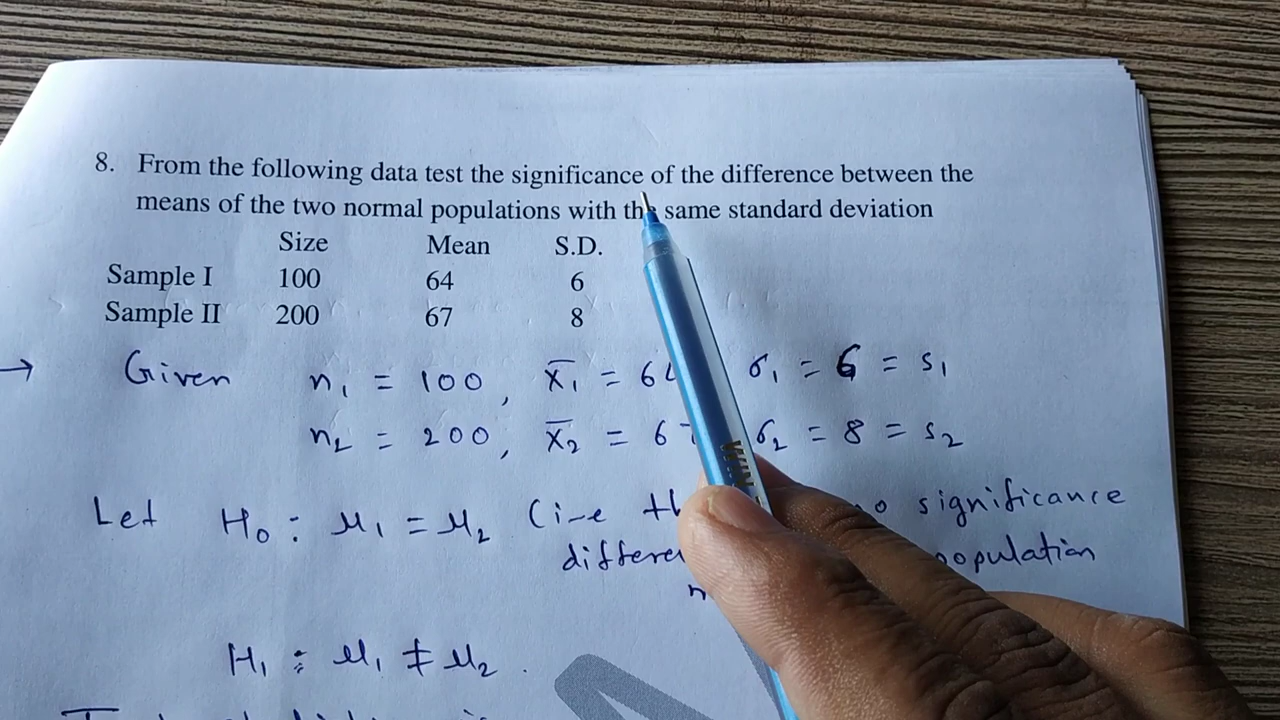 8. From the following data test the significance of the difference between the
means of the two normal populations with the same standard deviation
Size Mean S.D.
Sample I 100 64 6
Sample II 200 67 8
→ Given n₁ = 100, x̄₁ = 64 σ₁ = 6 = s₁
n₂ = 200, x̄₂ = 67 σ₂ = 8 = s₂
Let H₀ : μ₁ = μ₂ (i-e no significance
population
H₁ : μ₁ ≠ μ₂.